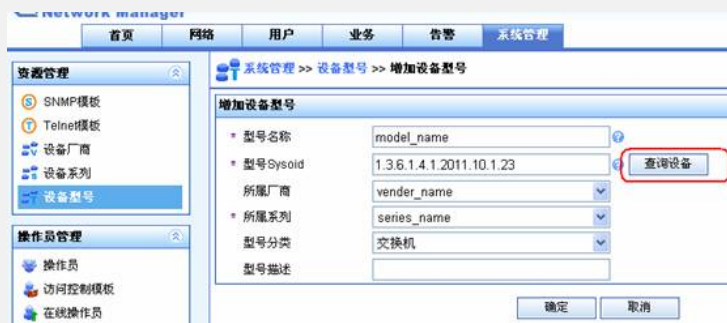 Network Manager
首页 网络 用户 业务 告警 系统管理
资源管理
SNMP模板
Telnet模板
设备厂商
设备系列
设备型号
操作员管理
操作员
访问控制模板
在线操作员
系统管理 >> 设备型号 >> 增加设备型号
增加设备型号
* 型号名称 model_name
* 型号Sysoid 1.3.6.1.4.1.2011.10.1.23 查询设备
所属厂商 vender_name
* 所属系列 series_name
型号分类 交换机
型号描述
确定 取消